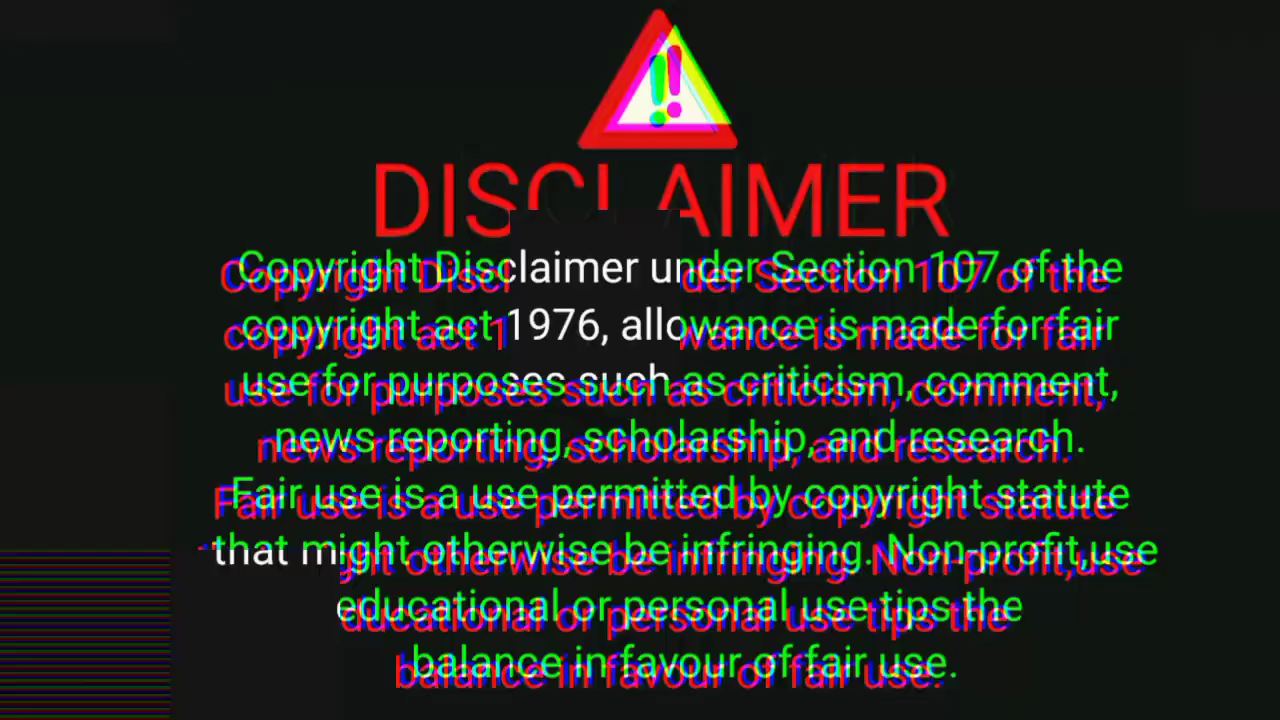 !!
DISCLAIMER
Copyright Disclaimer under Section 107 of the
copyright act 1976, allowance is made for fair
use for purposes such as criticism, comment,
news reporting, scholarship, and research.
Fair use is a use permitted by copyright statute
that might otherwise be infringing. Non-profit,use
educational or personal use tips the
balance in favour of fair use.